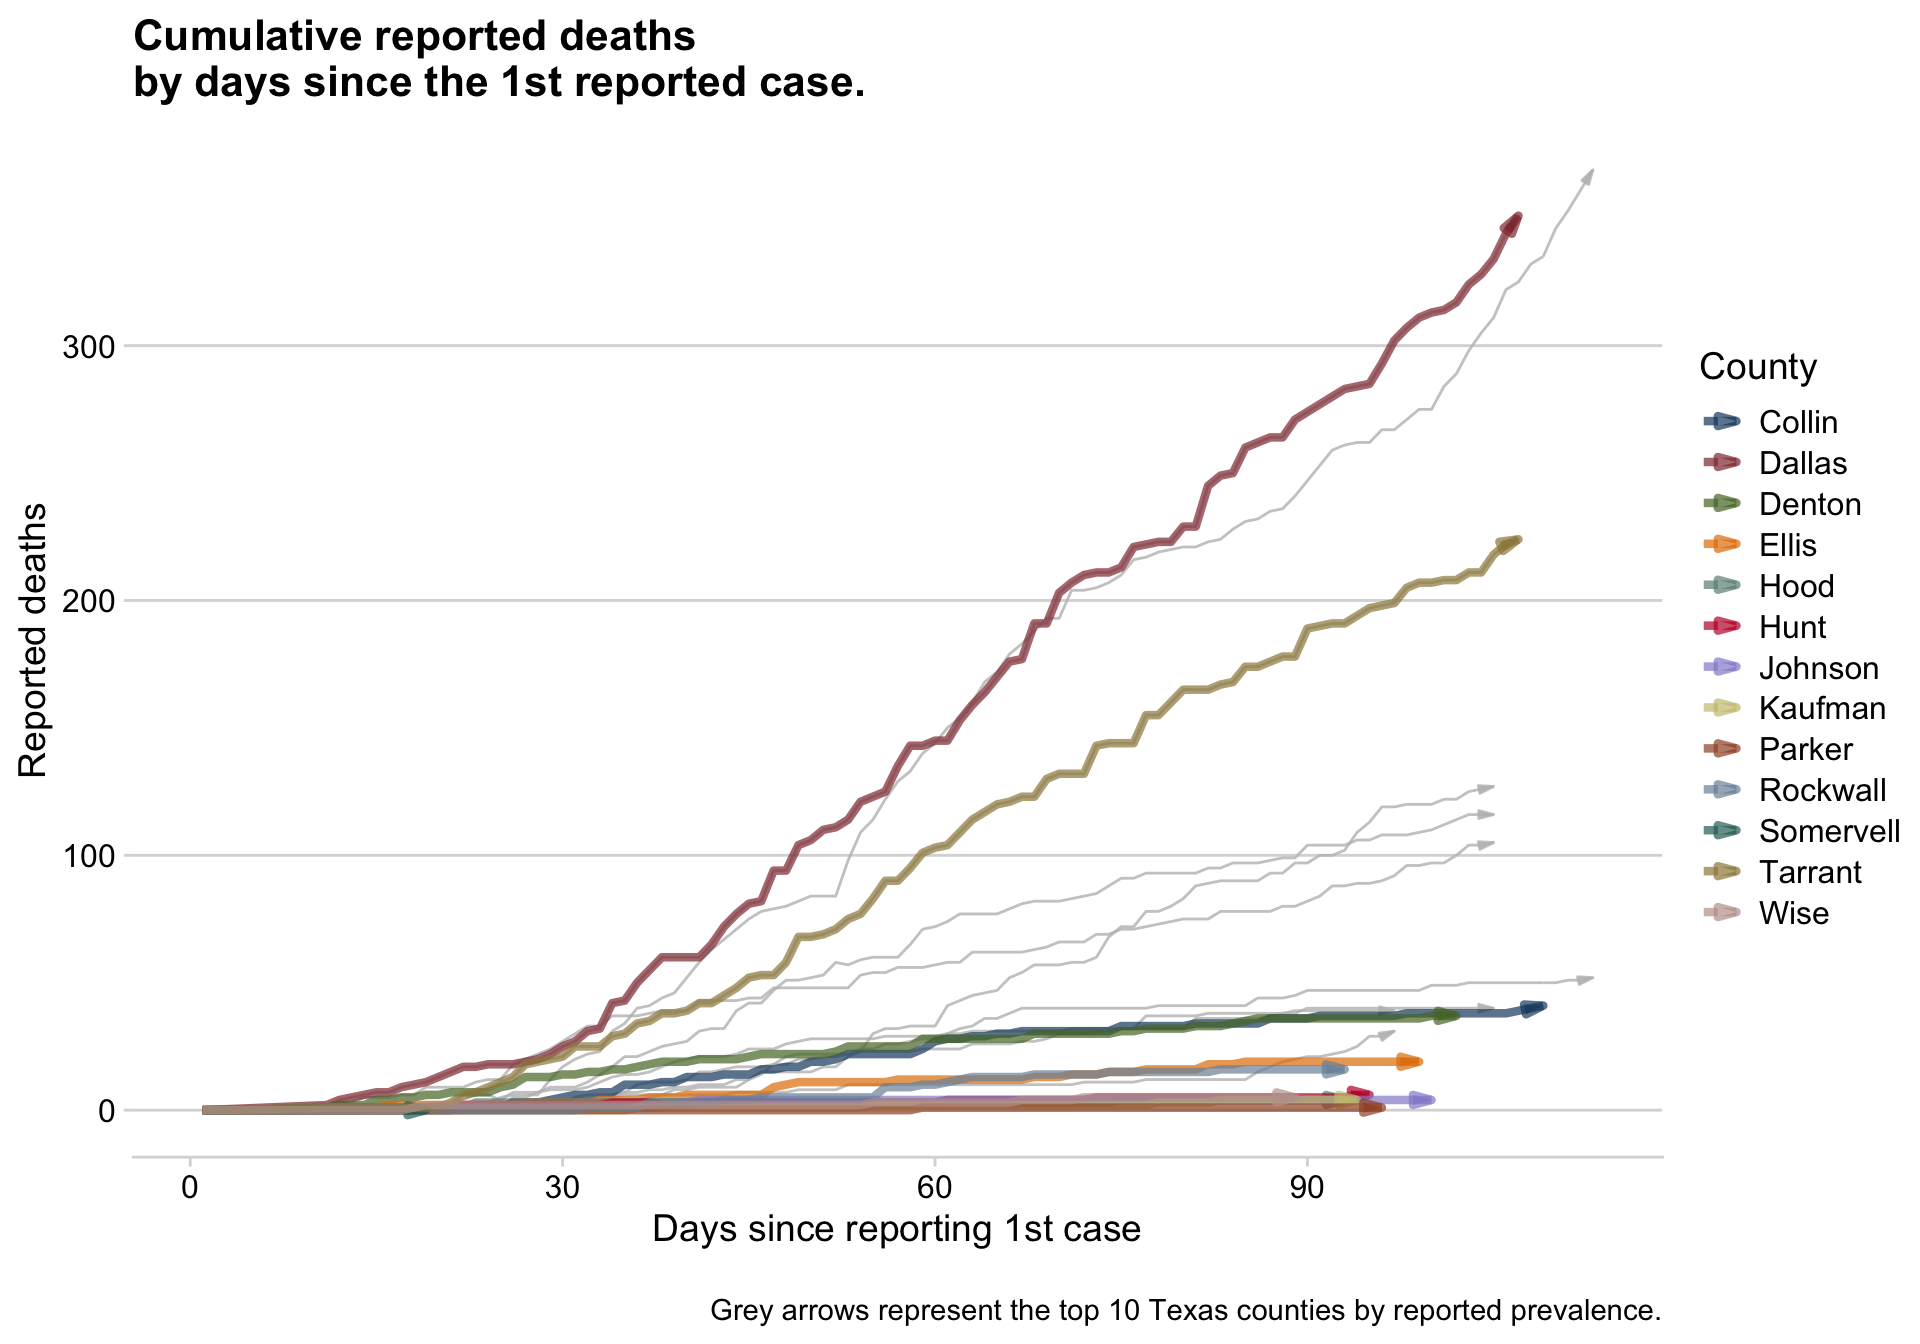 Cumulative reported deaths
by days since the 1st reported case.
Reported deaths
300
200
100
0
0
30
60
90
Days since reporting 1st case
County
Collin
Dallas
Denton
Ellis
Hood
Hunt
Johnson
Kaufman
Parker
Rockwall
Somervell
Tarrant
Wise
Grey arrows represent the top 10 Texas counties by reported prevalence.